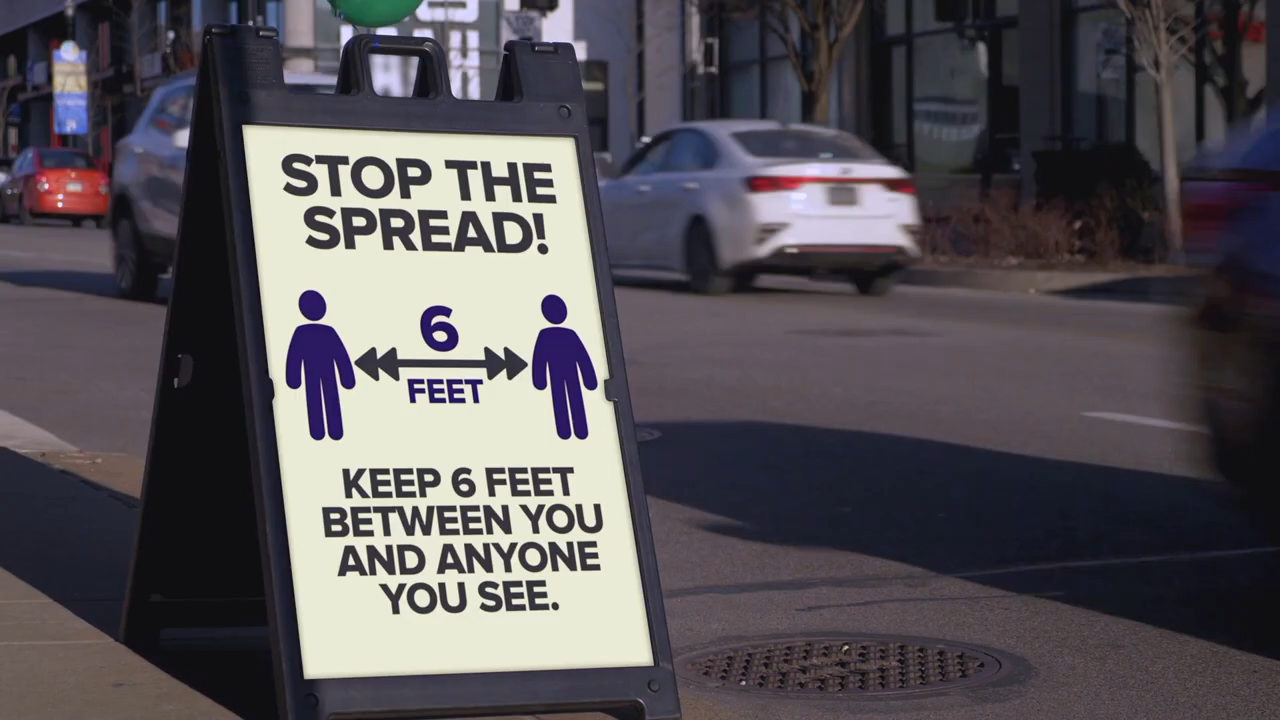 STOP THE
SPREAD!
6
FEET
KEEP 6 FEET
BETWEEN YOU
AND ANYONE
YOU SEE.